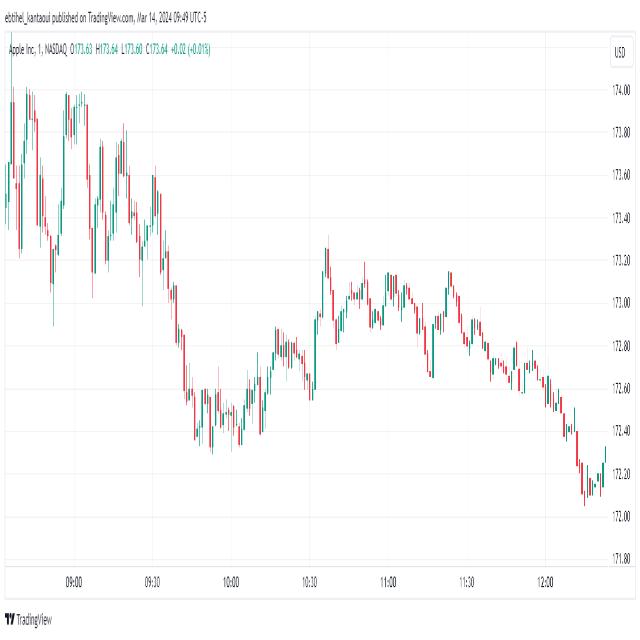 ebtihel_kantaoui published on TradingView.com, Mar 14, 2024 09:49 UTC-5
Apple Inc, 1, NASDAQ O173.63 H173.64 L173.60 C173.64 +0.02 (+0.01%)
USD
174.00
173.80
173.60
173.40
173.20
173.00
172.80
172.60
172.40
172.20
172.00
171.80
09:00 09:30 10:00 10:30 11:00 11:30 12:00
TradingView